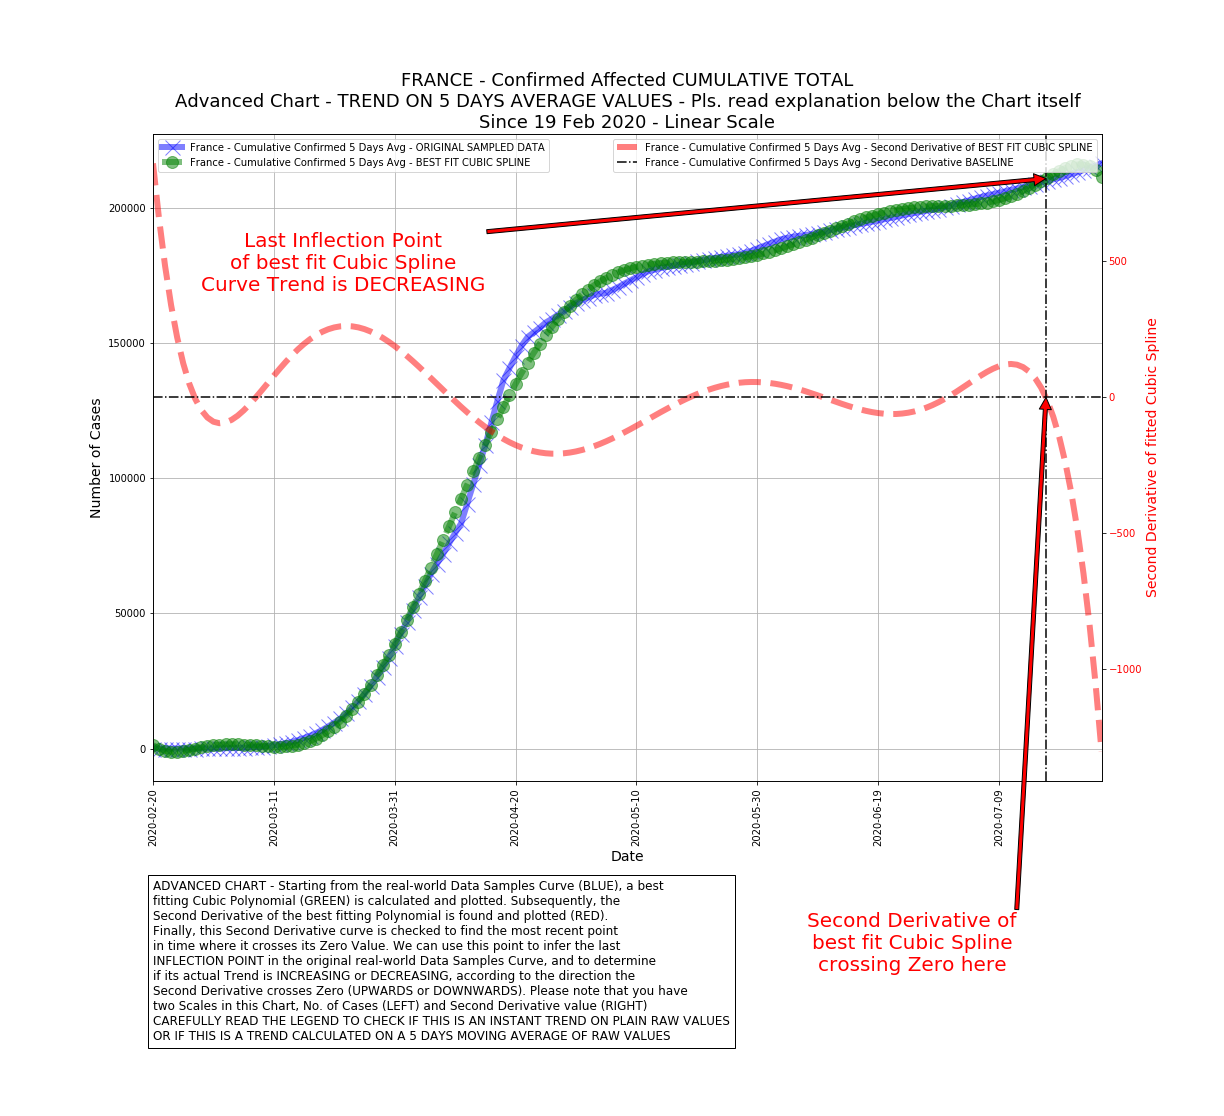 FRANCE - Confirmed Affected CUMULATIVE TOTAL
Advanced Chart - TREND ON 5 DAYS AVERAGE VALUES - Pls. read explanation below the Chart itself
Since 19 Feb 2020 - Linear Scale
France - Cumulative Confirmed 5 Days Avg - ORIGINAL SAMPLED DATA
France - Cumulative Confirmed 5 Days Avg - BEST FIT CUBIC SPLINE
France - Cumulative Confirmed 5 Days Avg - Second Derivative of BEST FIT CUBIC SPLINE
France - Cumulative Confirmed 5 Days Avg - Second Derivative BASELINE
Last Inflection Point
of best fit Cubic Spline
Curve Trend is DECREASING
Number of Cases
200000
150000
100000
50000
0
500
0
−500
−1000
Second Derivative of fitted Cubic Spline
2020-02-20
2020-03-11
2020-03-31
2020-04-20
2020-05-10
2020-05-30
2020-06-19
2020-07-09
Date
ADVANCED CHART - Starting from the real-world Data Samples Curve (BLUE), a best
fitting Cubic Polynomial (GREEN) is calculated and plotted. Subsequently, the
Second Derivative of the best fitting Polynomial is found and plotted (RED).
Finally, this Second Derivative curve is checked to find the most recent point
in time where it crosses its Zero Value. We can use this point to infer the last
INFLECTION POINT in the original real-world Data Samples Curve, and to determine
if its actual Trend is INCREASING or DECREASING, according to the direction the
Second Derivative crosses Zero (UPWARDS or DOWNWARDS). Please note that you have
two Scales in this Chart, No. of Cases (LEFT) and Second Derivative value (RIGHT)
CAREFULLY READ THE LEGEND TO CHECK IF THIS IS AN INSTANT TREND ON PLAIN RAW VALUES
OR IF THIS IS A TREND CALCULATED ON A 5 DAYS MOVING AVERAGE OF RAW VALUES
Second Derivative of
best fit Cubic Spline
crossing Zero here